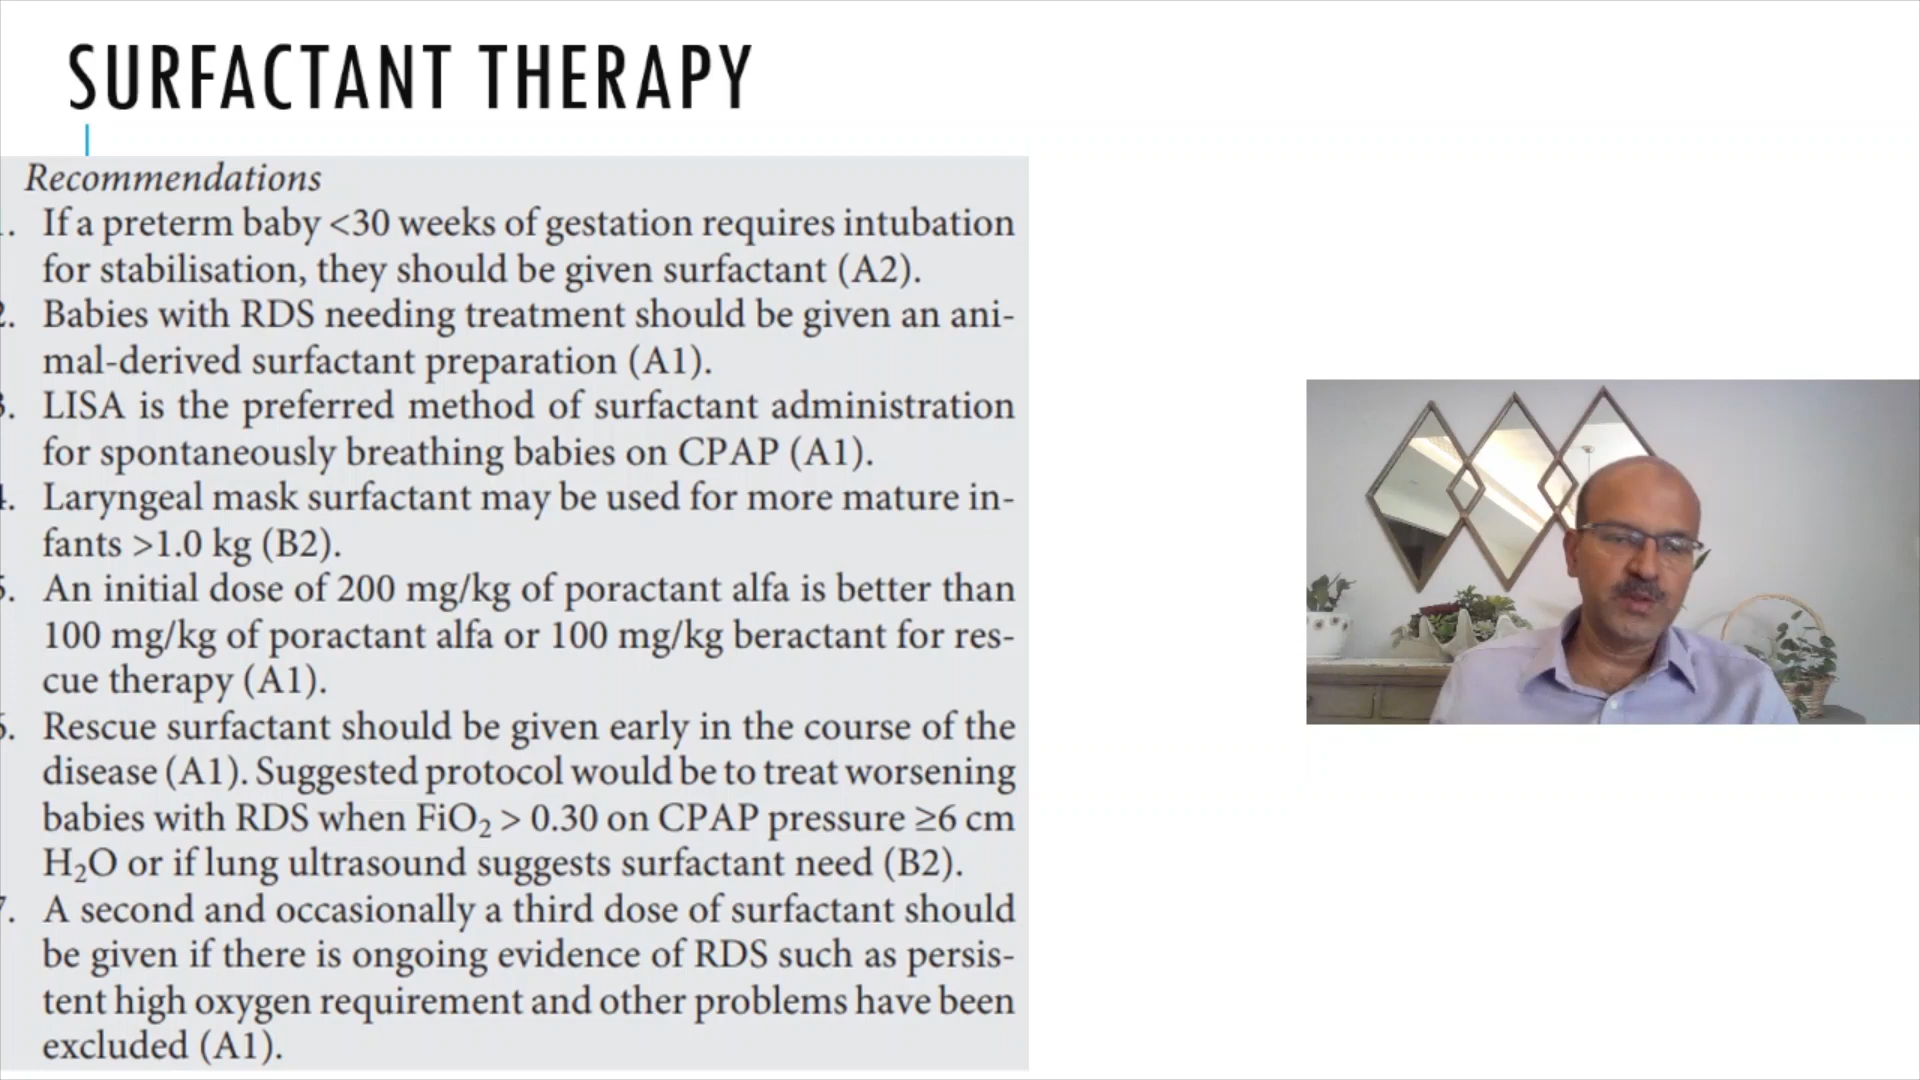 SURFACTANT THERAPY
Recommendations
1. If a preterm baby <30 weeks of gestation requires intubation
for stabilisation, they should be given surfactant (A2).
2. Babies with RDS needing treatment should be given an ani-
mal-derived surfactant preparation (A1).
3. LISA is the preferred method of surfactant administration
for spontaneously breathing babies on CPAP (A1).
4. Laryngeal mask surfactant may be used for more mature in-
fants >1.0 kg (B2).
5. An initial dose of 200 mg/kg of poractant alfa is better than
100 mg/kg of poractant alfa or 100 mg/kg beractant for res-
cue therapy (A1).
6. Rescue surfactant should be given early in the course of the
disease (A1). Suggested protocol would be to treat worsening
babies with RDS when FiO₂ > 0.30 on CPAP pressure ≥6 cm
H₂O or if lung ultrasound suggests surfactant need (B2).
7. A second and occasionally a third dose of surfactant should
be given if there is ongoing evidence of RDS such as persis-
tent high oxygen requirement and other problems have been
excluded (A1).